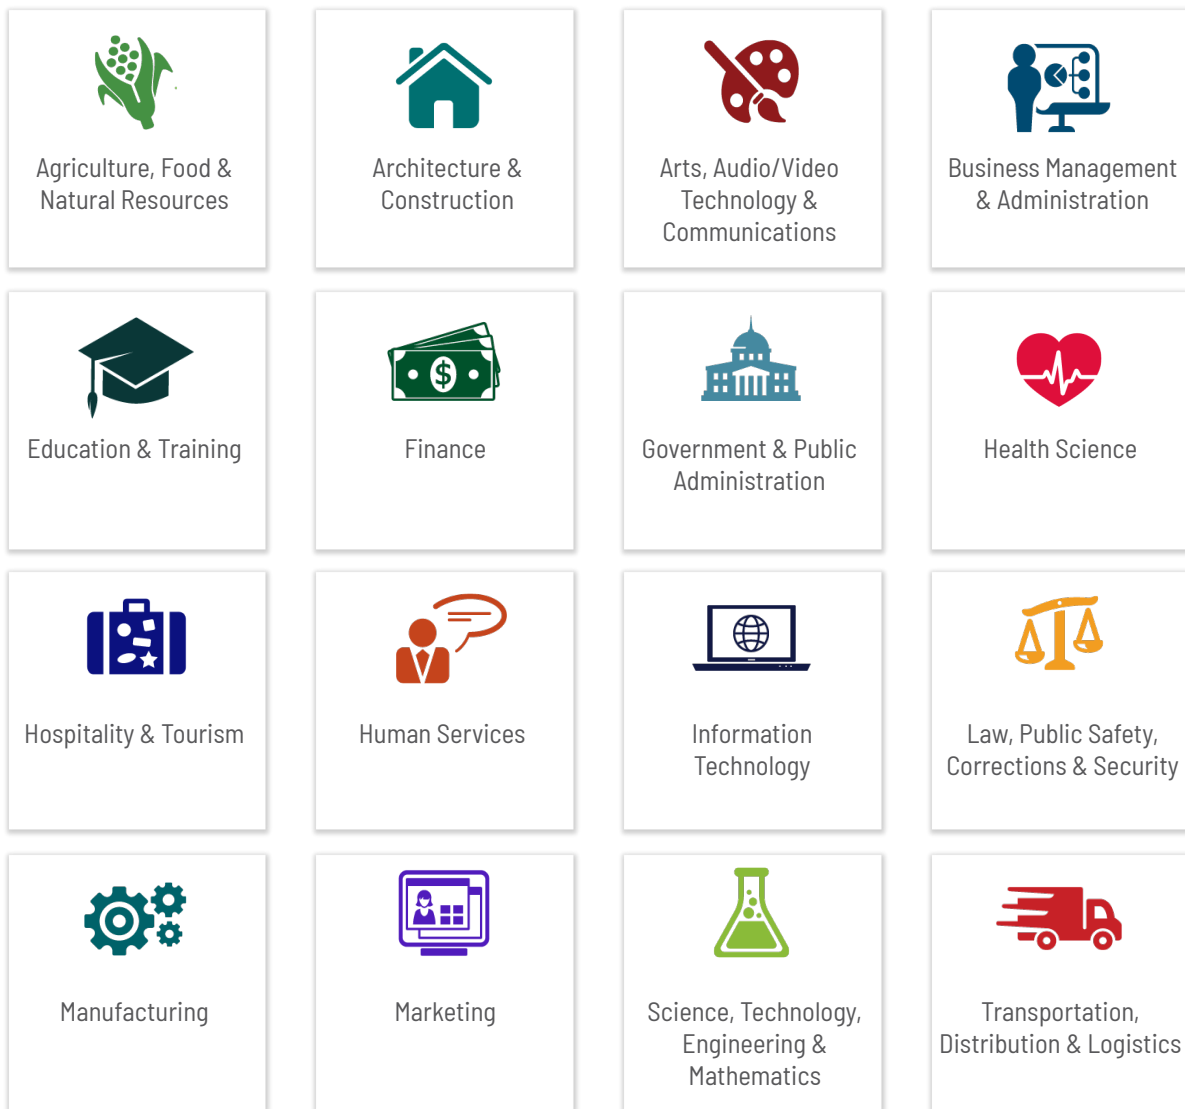 Agriculture, Food &
Natural Resources
Architecture &
Construction
Arts, Audio/Video
Technology &
Communications
Business Management
& Administration
Education & Training
$
Finance
Government & Public
Administration
Health Science
Hospitality & Tourism
Human Services
Information
Technology
Law, Public Safety,
Corrections & Security
Manufacturing
Marketing
Science, Technology,
Engineering &
Mathematics
Transportation,
Distribution & Logistics